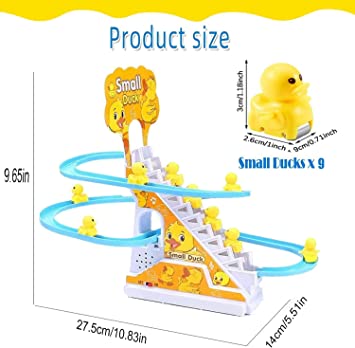 Product size
Small
Duck
3cm/1.18inch
2.6cm/1inch
9cm/0.71inch
Small Ducks x 9
9.65in
Small Duck
27.5cm/10.83in
14cm/5.51in